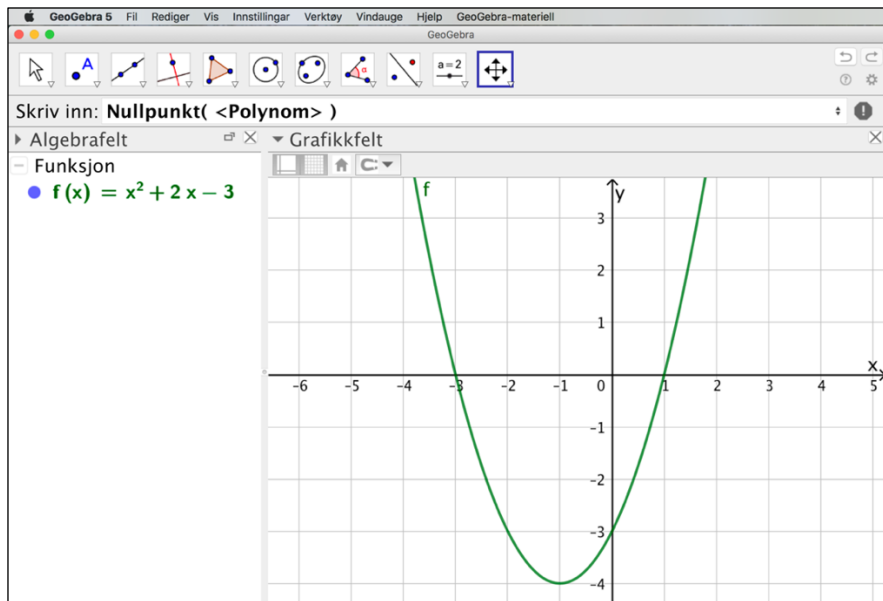 GeoGebra 5 Fil Rediger Vis Innstillingar Verktøy Vindauge Hjelp GeoGebra-materiell
GeoGebra
A α a = 2
Skriv inn: Nullpunkt( <Polynom> )
Algebrafelt Grafikkfelt
Funksjon
f (x) = x² + 2 x − 3
f y
3
2
1
x
−6 −5 −4 −3 −2 −1 0 1 2 3 4 5
−1
−2
−3
−4